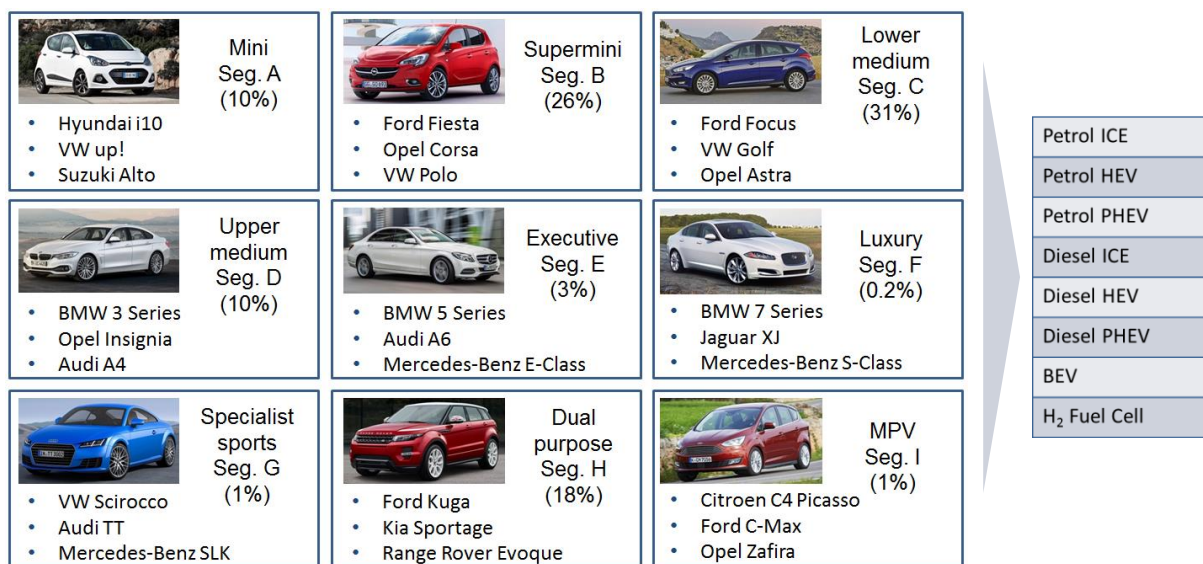 Mini
Seg. A
(10%)
• Hyundai i10
• VW up!
• Suzuki Alto
Supermini
Seg. B
(26%)
• Ford Fiesta
• Opel Corsa
• VW Polo
Lower
medium
Seg. C
(31%)
• Ford Focus
• VW Golf
• Opel Astra
Upper
medium
Seg. D
(10%)
• BMW 3 Series
• Opel Insignia
• Audi A4
Executive
Seg. E
(3%)
• BMW 5 Series
• Audi A6
• Mercedes-Benz E-Class
Luxury
Seg. F
(0.2%)
• BMW 7 Series
• Jaguar XJ
• Mercedes-Benz S-Class
Specialist
sports
Seg. G
(1%)
• VW Scirocco
• Audi TT
• Mercedes-Benz SLK
Dual
purpose
Seg. H
(18%)
• Ford Kuga
• Kia Sportage
• Range Rover Evoque
MPV
Seg. I
(1%)
• Citroen C4 Picasso
• Ford C-Max
• Opel Zafira
Petrol ICE
Petrol HEV
Petrol PHEV
Diesel ICE
Diesel HEV
Diesel PHEV
BEV
H₂ Fuel Cell